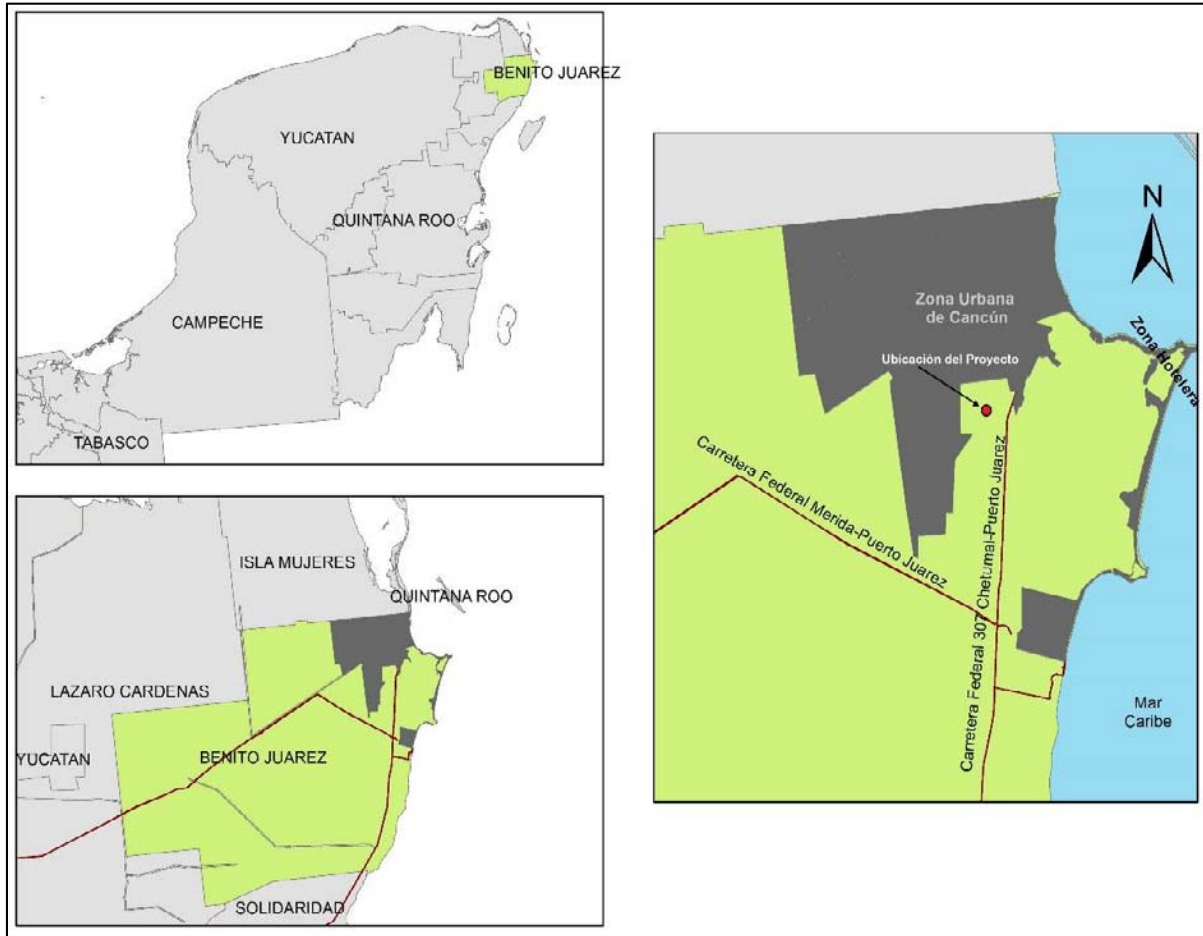 BENITO JUAREZ
YUCATAN
QUINTANA ROO
CAMPECHE
TABASCO
ISLA MUJERES
QUINTANA ROO
LAZARO CARDENAS
YUCATAN
BENITO JUAREZ
SOLIDARIDAD
N
Zona Urbana
de Cancún
Zona Hotelera
Ubicación del Proyecto
Carretera Federal Merida-Puerto Juarez
Carretera Federal 307 Chetumal-Puerto Juarez
Mar
Caribe